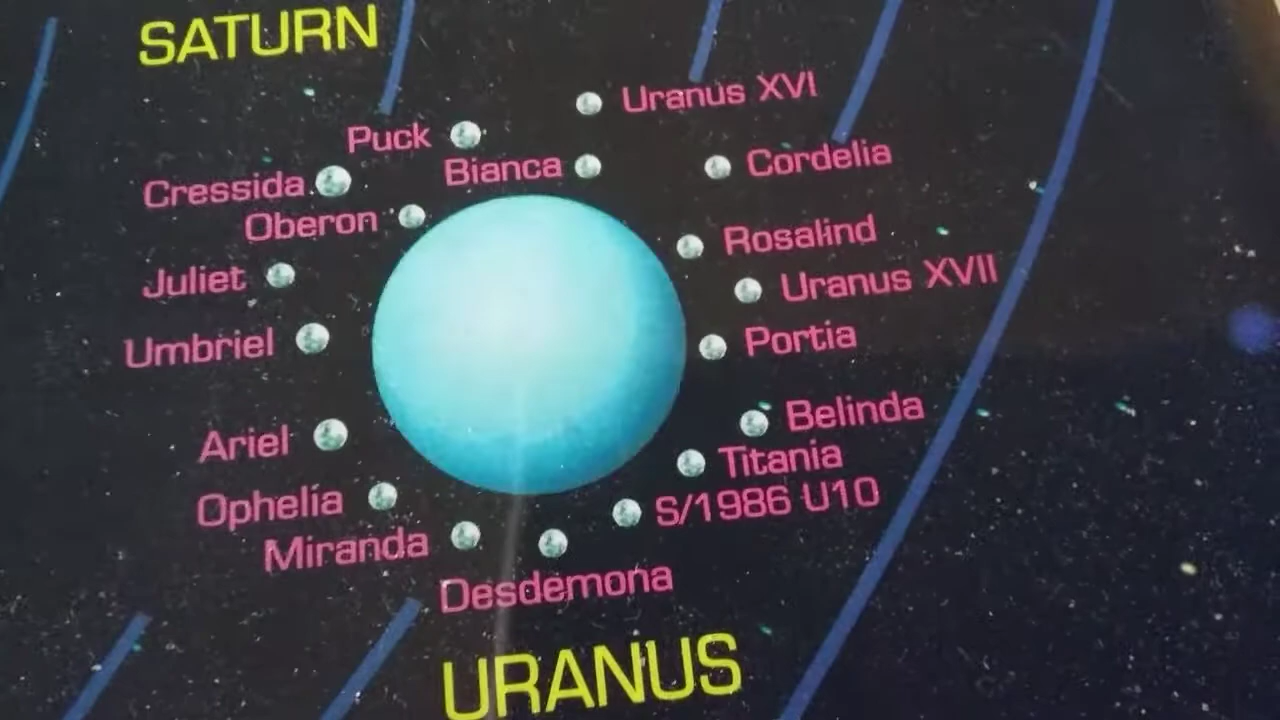 SATURN
Uranus XVI
Puck
Bianca
Cordelia
Cressida
Oberon
Rosalind
Juliet
Uranus XVII
Umbriel
Portia
Belinda
Ariel
Titania
Ophelia
S/1986 U10
Miranda
Desdemona
URANUS